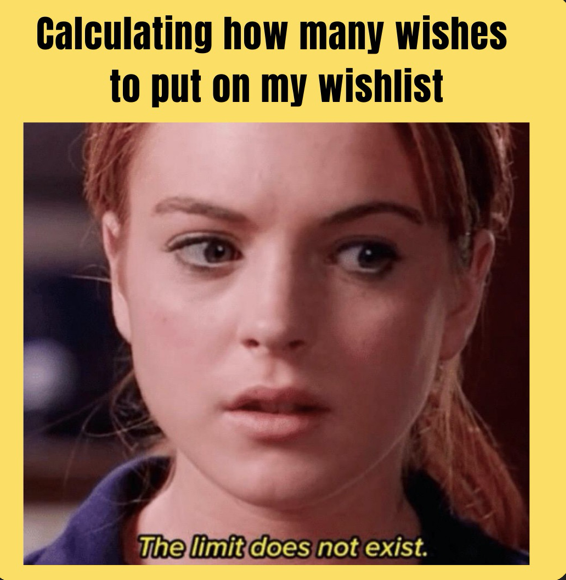 Calculating how many wishes
to put on my wishlist
The limit does not exist.